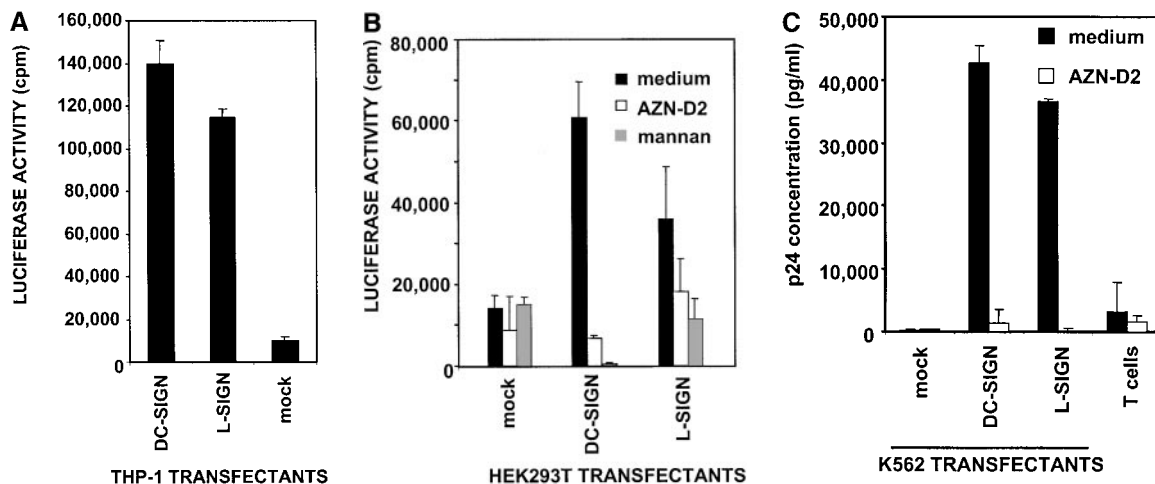 A
LUCIFERASE ACTIVITY (cpm)
160,000
140,000
120,000
100,000
80,000
60,000
40,000
20,000
0
DC-SIGN
L-SIGN
mock
THP-1 TRANSFECTANTS
B
LUCIFERASE ACTIVITY (cpm)
80,000
60,000
40,000
20,000
0
medium
AZN-D2
mannan
mock
DC-SIGN
L-SIGN
HEK293T TRANSFECTANTS
C
p24 concentration (pg/ml)
50,000
40,000
30,000
20,000
10,000
0
medium
AZN-D2
mock
DC-SIGN
L-SIGN
T cells
K562 TRANSFECTANTS